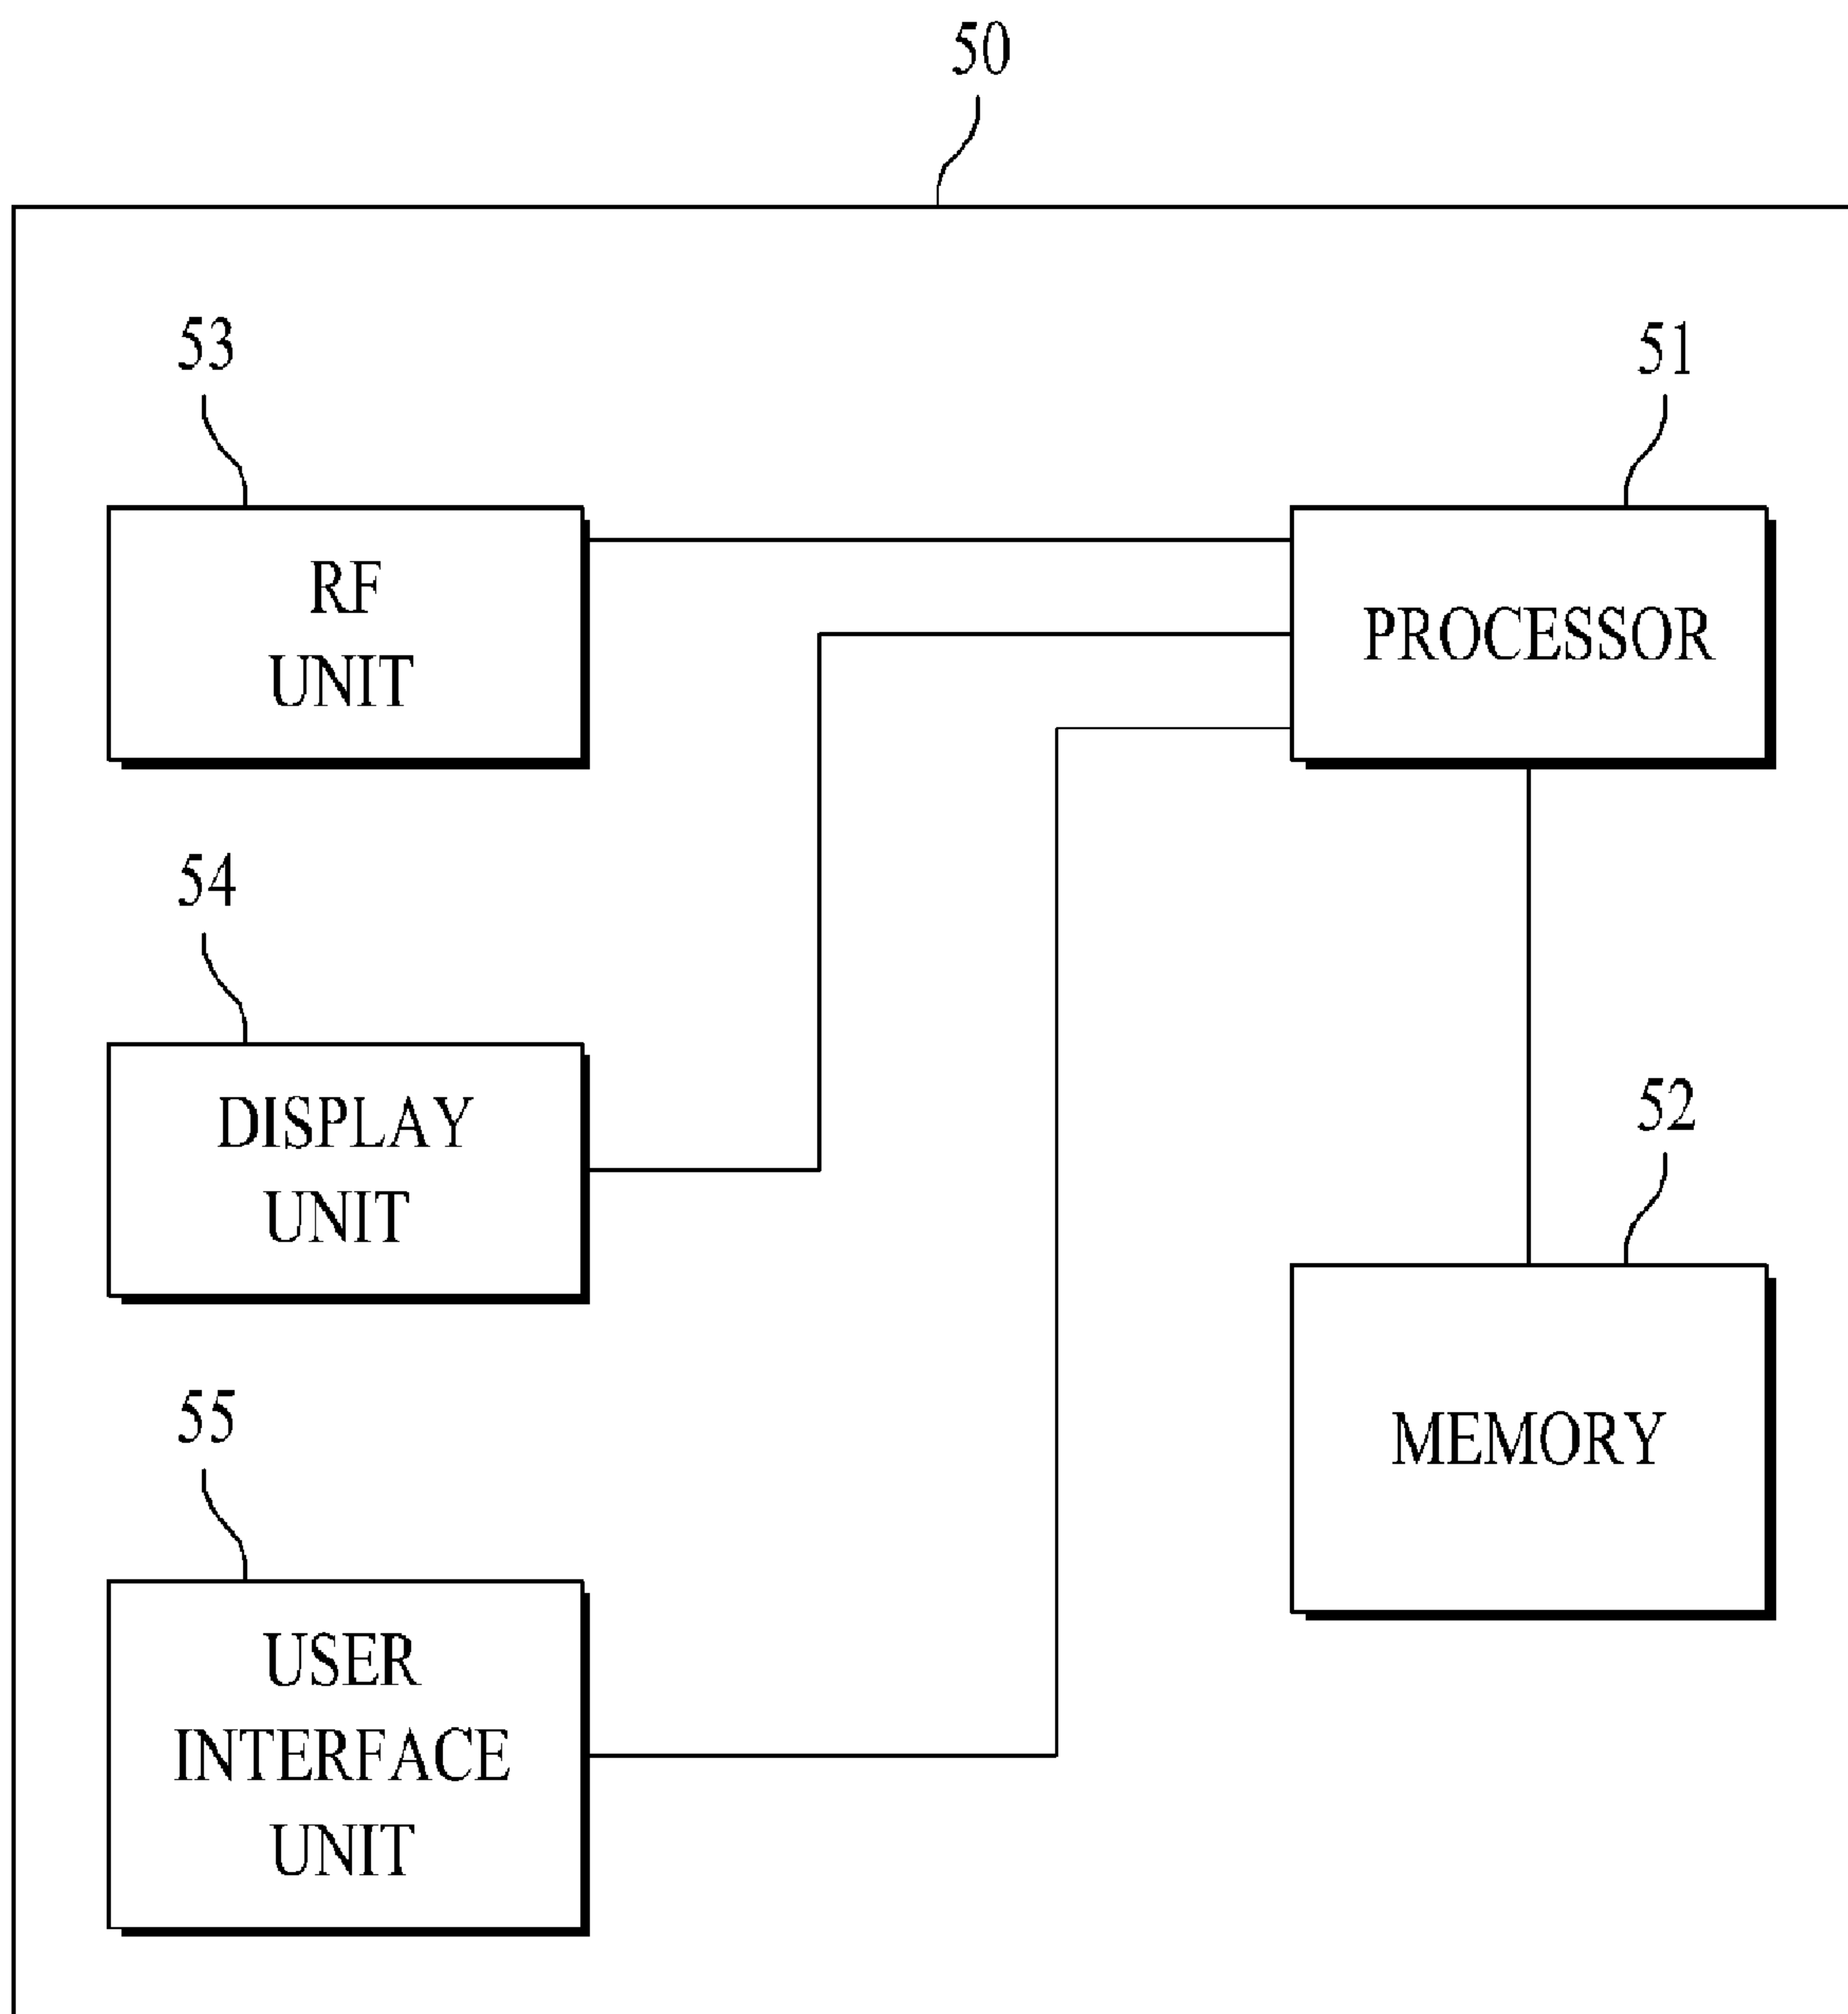 50
53
51
RF
UNIT
PROCESSOR
54
DISPLAY
UNIT
52
MEMORY
55
USER
INTERFACE
UNIT